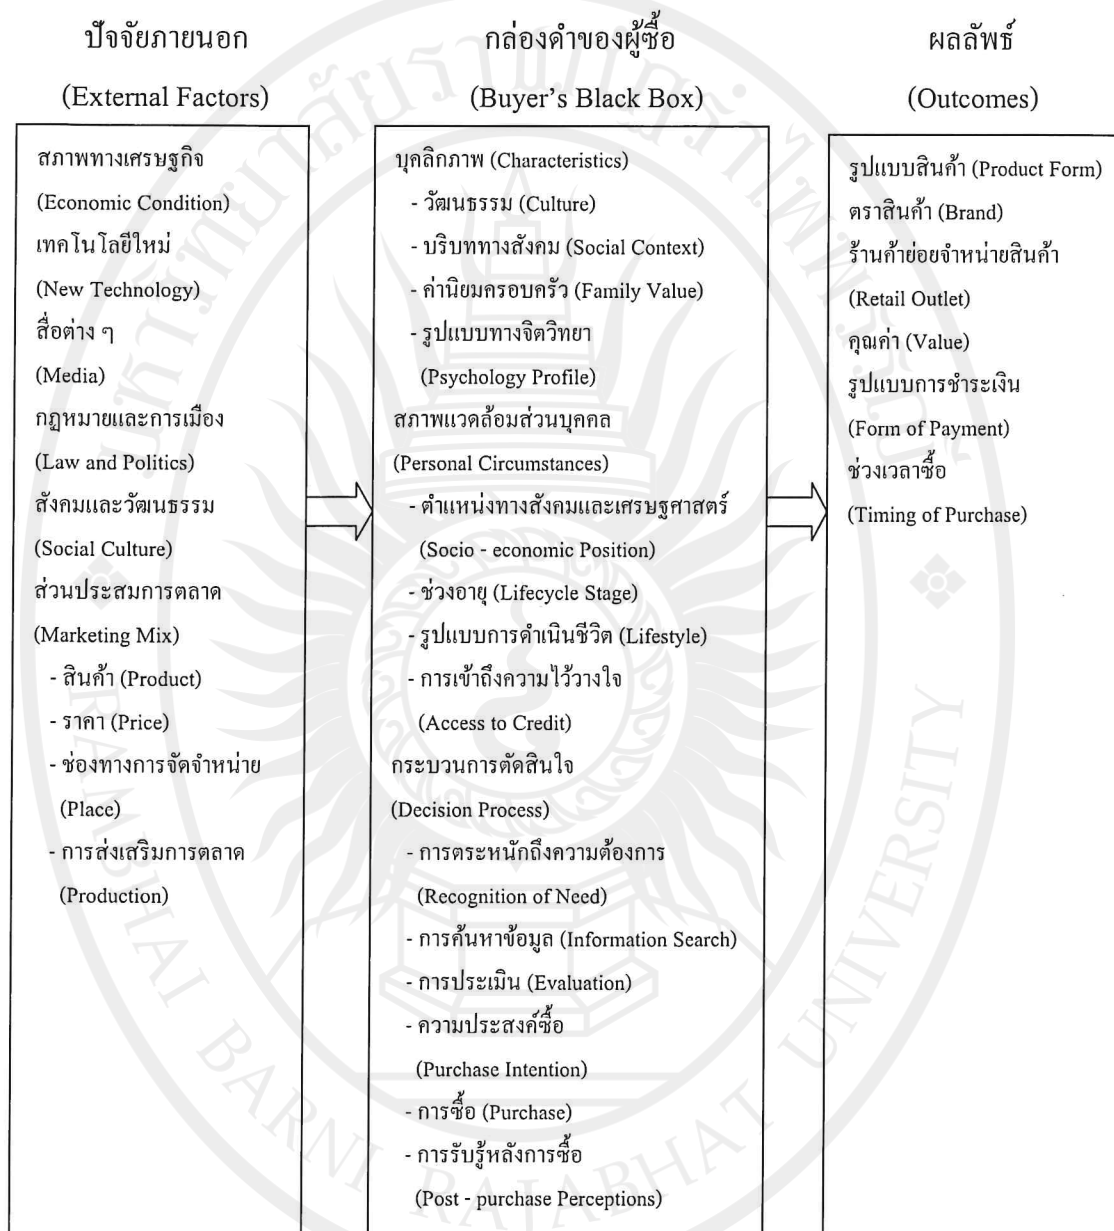 ปัจจัยภายนอก
(External Factors)
สภาพทางเศรษฐกิจ
(Economic Condition)
เทคโนโลยีใหม่
(New Technology)
สื่อต่าง ๆ
(Media)
กฎหมายและการเมือง
(Law and Politics)
สังคมและวัฒนธรรม
(Social Culture)
ส่วนประสมการตลาด
(Marketing Mix)
- สินค้า (Product)
- ราคา (Price)
- ช่องทางการจัดจำหน่าย
(Place)
- การส่งเสริมการตลาด
(Production)
กล่องดำของผู้ซื้อ
(Buyer's Black Box)
บุคลิกภาพ (Characteristics)
- วัฒนธรรม (Culture)
- บริบททางสังคม (Social Context)
- ค่านิยมครอบครัว (Family Value)
- รูปแบบทางจิตวิทยา
(Psychology Profile)
สภาพแวดล้อมส่วนบุคคล
(Personal Circumstances)
- ตำแหน่งทางสังคมและเศรษฐศาสตร์
(Socio - economic Position)
- ช่วงอายุ (Lifecycle Stage)
- รูปแบบการดำเนินชีวิต (Lifestyle)
- การเข้าถึงความไว้วางใจ
(Access to Credit)
กระบวนการตัดสินใจ
(Decision Process)
- การตระหนักถึงความต้องการ
(Recognition of Need)
- การค้นหาข้อมูล (Information Search)
- การประเมิน (Evaluation)
- ความประสงค์ซื้อ
(Purchase Intention)
- การซื้อ (Purchase)
- การรับรู้หลังการซื้อ
(Post - purchase Perceptions)
ผลลัพธ์
(Outcomes)
รูปแบบสินค้า (Product Form)
ตราสินค้า (Brand)
ร้านค้าย่อยจำหน่ายสินค้า
(Retail Outlet)
คุณค่า (Value)
รูปแบบการชำระเงิน
(Form of Payment)
ช่วงเวลาซื้อ
(Timing of Purchase)
มหาวิทยาลัยราชภัฏรำไพพรรณี
RAMBHAI BARNI RAJABHAT UNIVERSITY